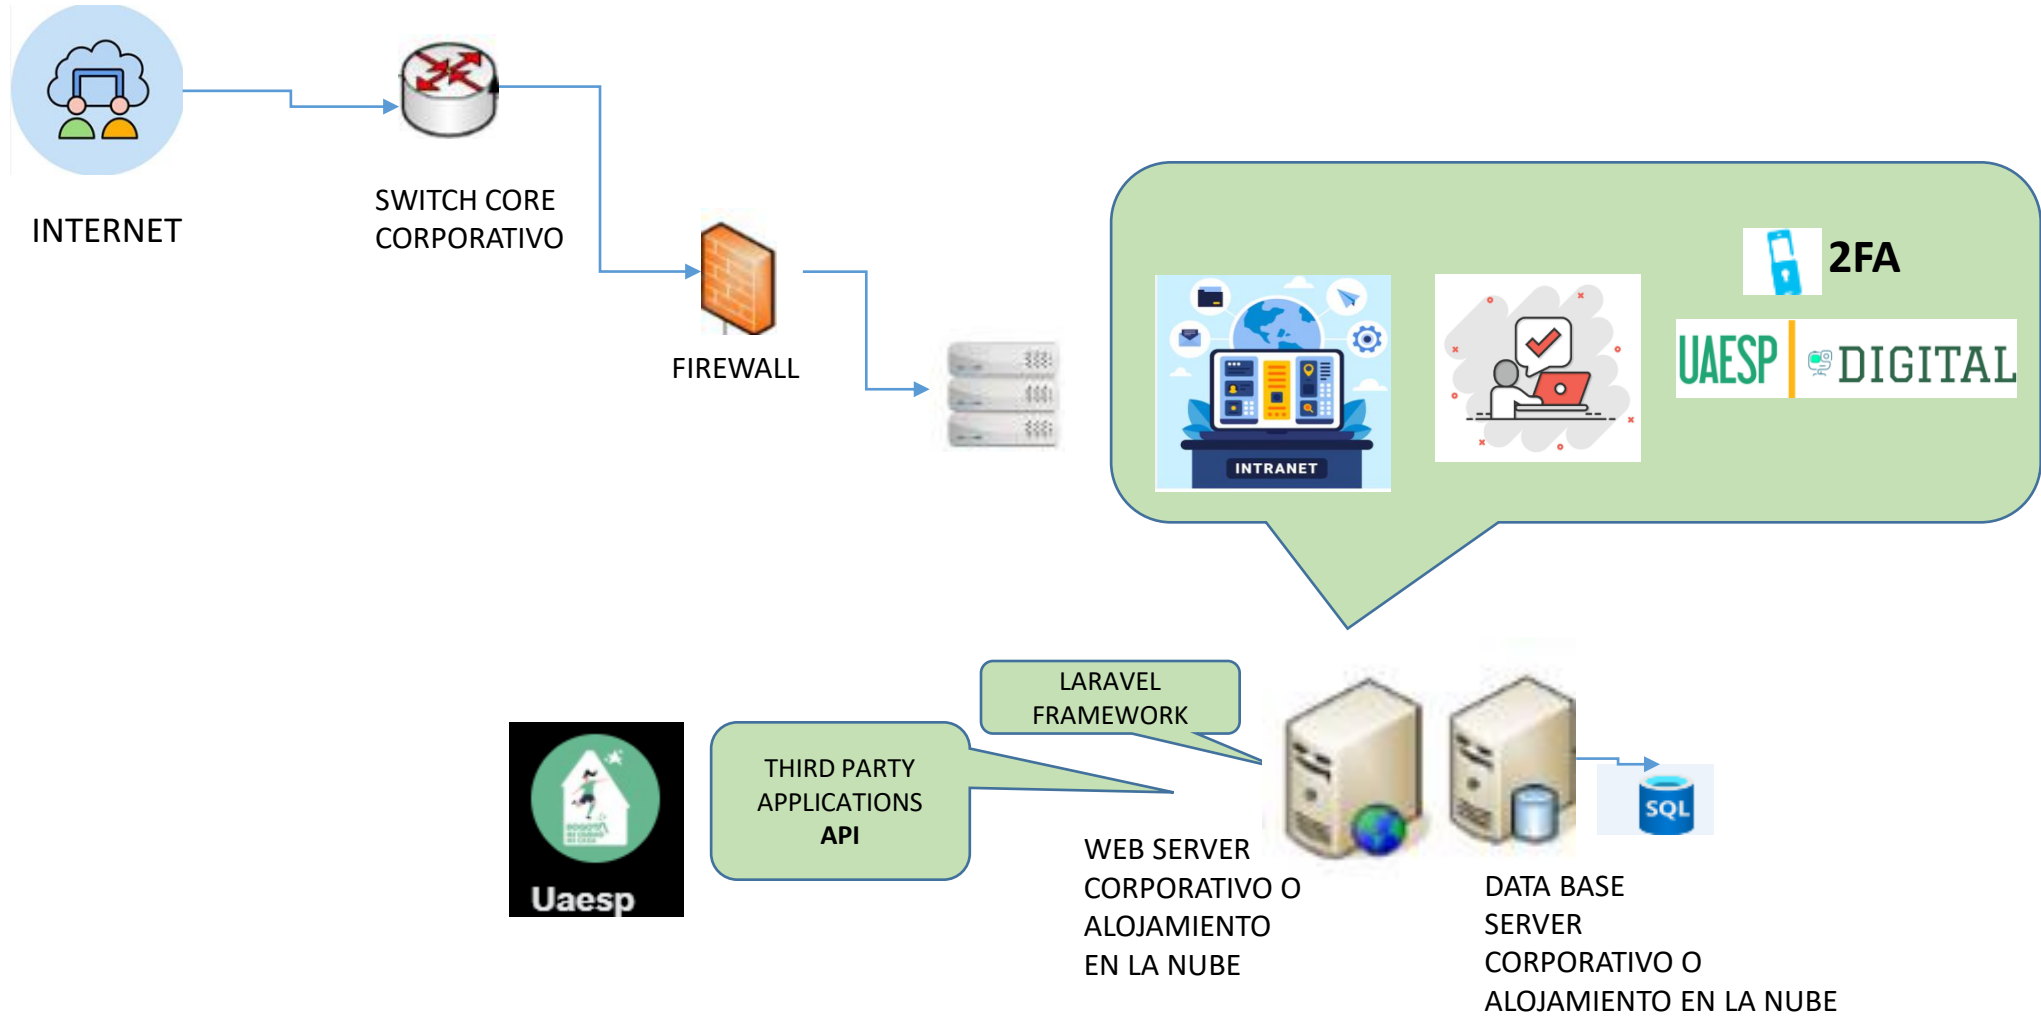 INTERNET
SWITCH CORE
CORPORATIVO
FIREWALL
2FA
UAESP
DIGITAL
INTRANET
LARAVEL
FRAMEWORK
THIRD PARTY
APPLICATIONS
API
SQL
Uaesp
WEB SERVER
CORPORATIVO O
ALOJAMIENTO
EN LA NUBE
DATA BASE
SERVER
CORPORATIVO O
ALOJAMIENTO EN LA NUBE